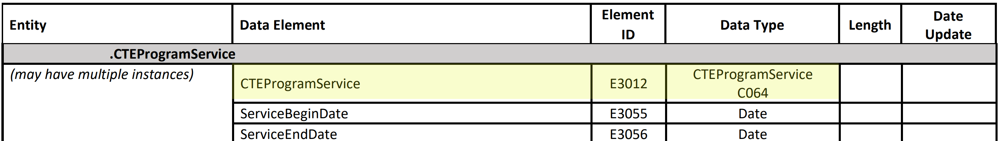 Entity Data Element Element ID Data Type Length Date Update
.CTEProgramService
(may have multiple instances) CTEProgramService E3012 CTEProgramService C064
ServiceBeginDate E3055 Date
ServiceEndDate E3056 Date